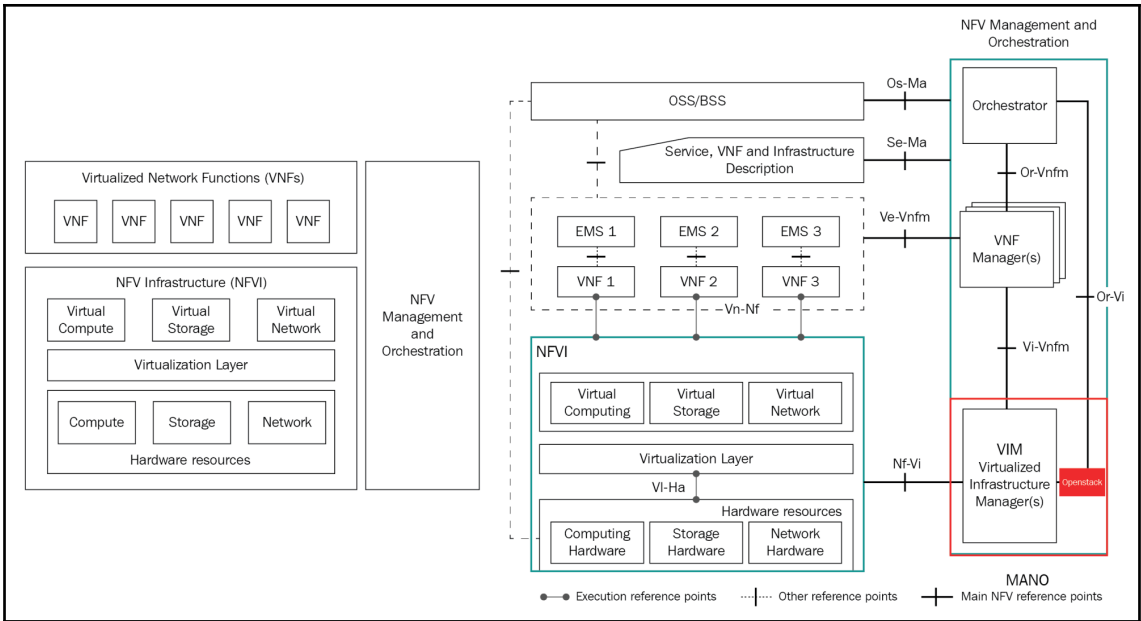 NFV Management and
Orchestration
Os-Ma
OSS/BSS
Orchestrator
Se-Ma
Service, VNF and Infrastructure
Description
Or-Vnfm
Virtualized Network Functions (VNFs)
VNF
VNF
VNF
VNF
VNF
Ve-Vnfm
EMS 1
EMS 2
EMS 3
VNF
Manager(s)
VNF 1
VNF 2
VNF 3
Vn-Nf
Or-Vi
NFV Infrastructure (NFVI)
Virtual
Compute
Virtual
Storage
Virtual
Network
Virtualization Layer
Compute
Storage
Network
Hardware resources
NFV
Management
and
Orchestration
NFVI
Vi-Vnfm
Virtual
Computing
Virtual
Storage
Virtual
Network
Virtualization Layer
Nf-Vi
VI-Ha
VIM
Virtualized
Infrastructure
Manager(s)
Openstack
Hardware resources
Computing
Hardware
Storage
Hardware
Network
Hardware
MANO
Execution reference points
Other reference points
Main NFV reference points